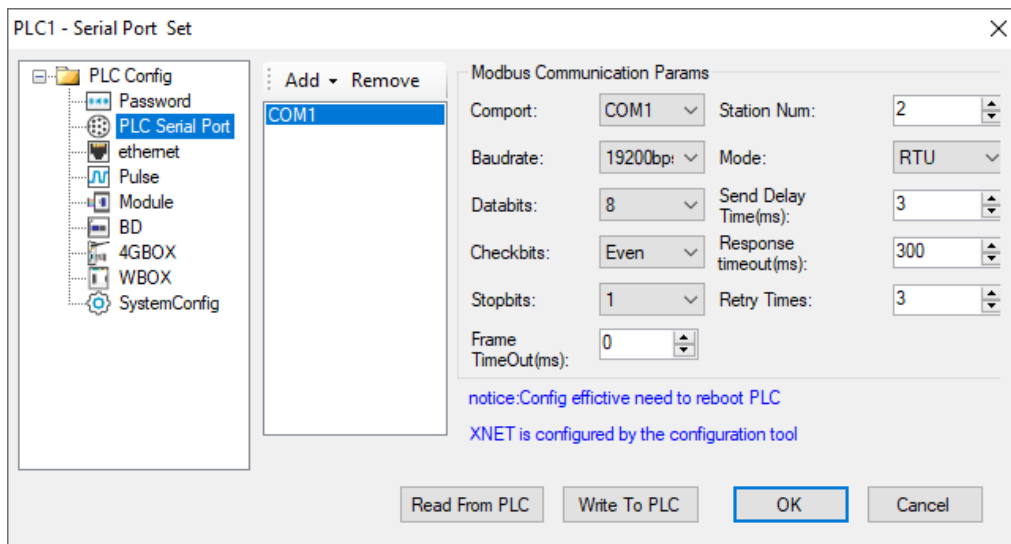 PLC1 - Serial Port Set
PLC Config
Password
PLC Serial Port
ethernet
Pulse
Module
BD
4GBOX
WBOX
SystemConfig
Add Remove
COM1
Modbus Communication Params
Comport: COM1 Station Num: 2
Baudrate: 19200bp Mode: RTU
Databits: 8 Send Delay Time(ms): 3
Checkbits: Even Response timeout(ms): 300
Stopbits: 1 Retry Times: 3
Frame TimeOut(ms): 0
notice:Config effictive need to reboot PLC
XNET is configured by the configuration tool
Read From PLC Write To PLC OK Cancel